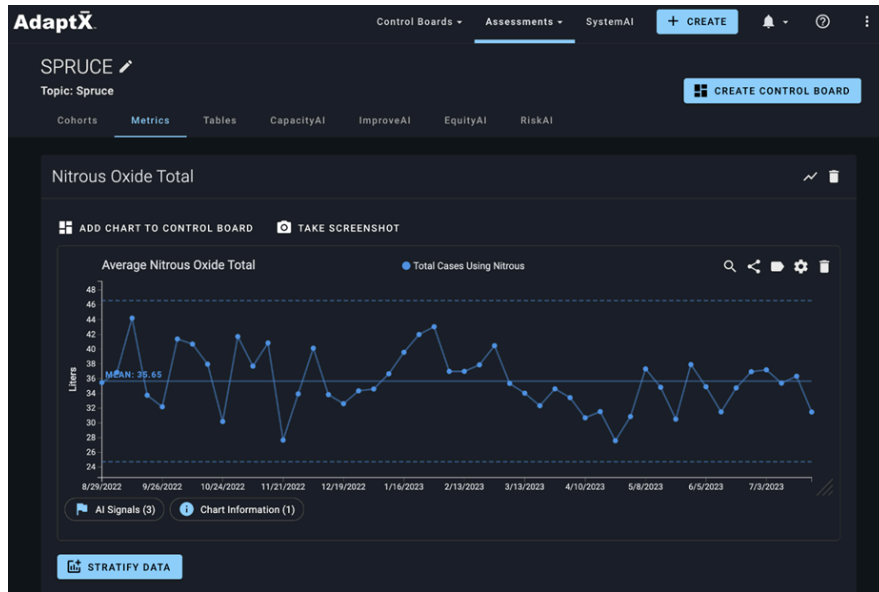 AdaptX̄
Control Boards
Assessments
SystemAI
+ CREATE
SPRUCE
Topic: Spruce
CREATE CONTROL BOARD
Cohorts
Metrics
Tables
CapacityAI
ImproveAI
EquityAI
RiskAI
Nitrous Oxide Total
ADD CHART TO CONTROL BOARD
TAKE SCREENSHOT
Average Nitrous Oxide Total
Total Cases Using Nitrous
48
46
44
42
40
38
36
34
32
30
28
26
24
Liters
MEAN: 35.65
8/29/2022
9/26/2022
10/24/2022
11/21/2022
12/19/2022
1/16/2023
2/13/2023
3/13/2023
4/10/2023
5/8/2023
6/5/2023
7/3/2023
AI Signals (3)
Chart Information (1)
STRATIFY DATA